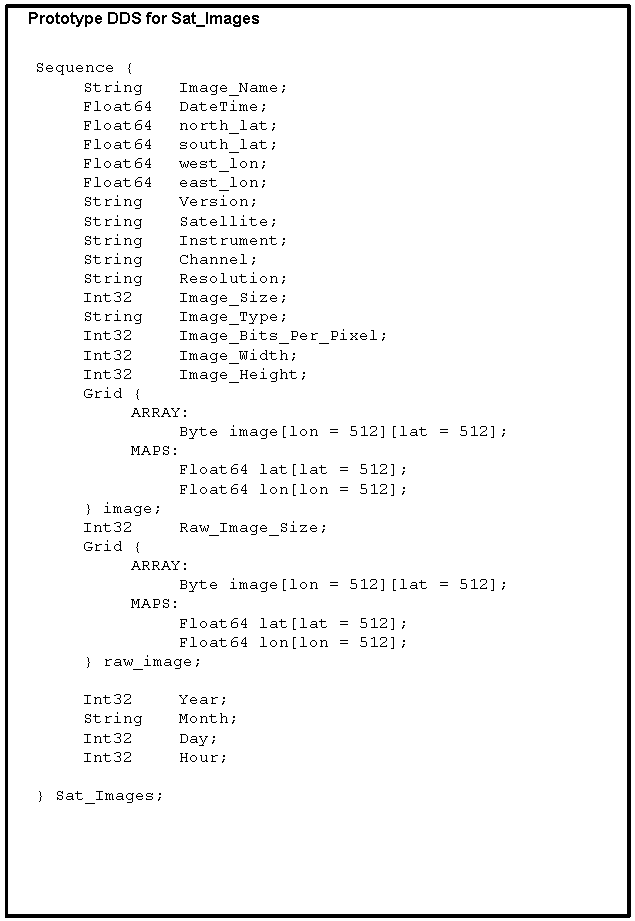 Prototype DDS for Sat_Images
Sequence {
String Image_Name;
Float64 DateTime;
Float64 north_lat;
Float64 south_lat;
Float64 west_lon;
Float64 east_lon;
String Version;
String Satellite;
String Instrument;
String Channel;
String Resolution;
Int32 Image_Size;
String Image_Type;
Int32 Image_Bits_Per_Pixel;
Int32 Image_Width;
Int32 Image_Height;
Grid {
ARRAY:
Byte image[lon = 512][lat = 512];
MAPS:
Float64 lat[lat = 512];
Float64 lon[lon = 512];
} image;
Int32 Raw_Image_Size;
Grid {
ARRAY:
Byte image[lon = 512][lat = 512];
MAPS:
Float64 lat[lat = 512];
Float64 lon[lon = 512];
} raw_image;
Int32 Year;
String Month;
Int32 Day;
Int32 Hour;
} Sat_Images;